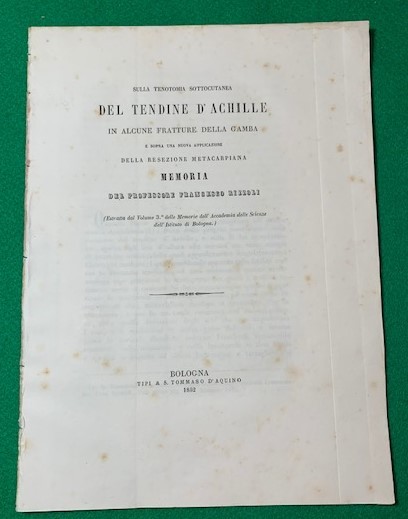 SULLA TENOTOMIA SOTTOCUTANEA
DEL TENDINE D'ACHILLE
IN ALCUNE FRATTURE DELLA GAMBA
E SOPRA UNA NUOVA APPLICAZIONE
DELLA RESEZIONE METACARPIANA
MEMORIA
DEL PROFESSORE FRANCESCO RIZZOLI
(Estratta dal Volume 3.º delle Memorie dell'Accademia delle Scienze
dell'Istituto di Bologna.)
BOLOGNA
TIPI A S. TOMMASO D'AQUINO
1852